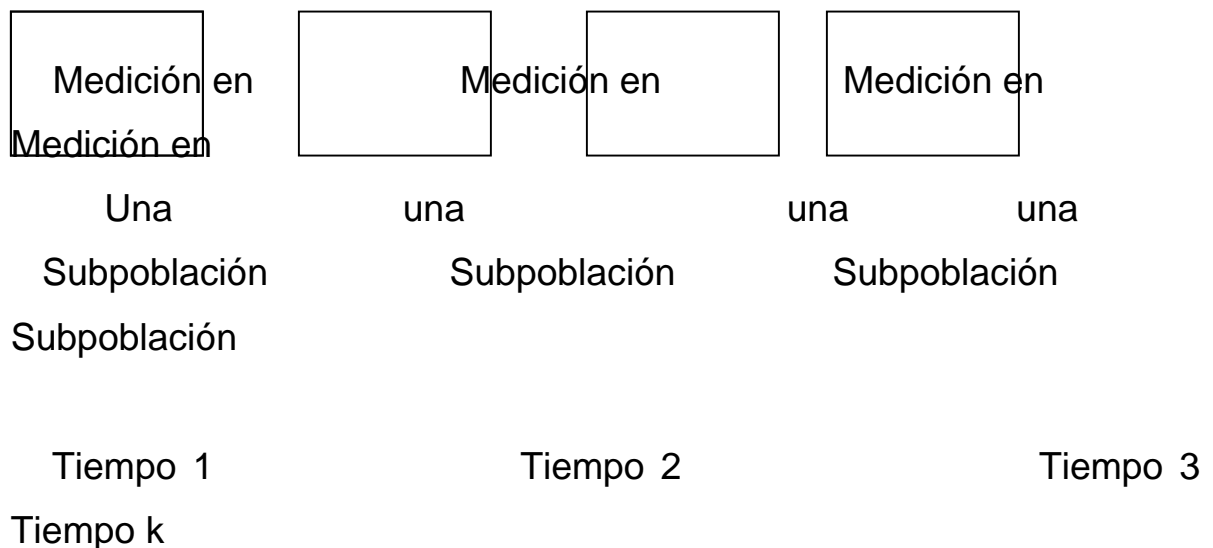 Medición en Medición en Medición en
Medición en
Una una una una
Subpoblación Subpoblación Subpoblación
Subpoblación
Tiempo 1 Tiempo 2 Tiempo 3
Tiempo k